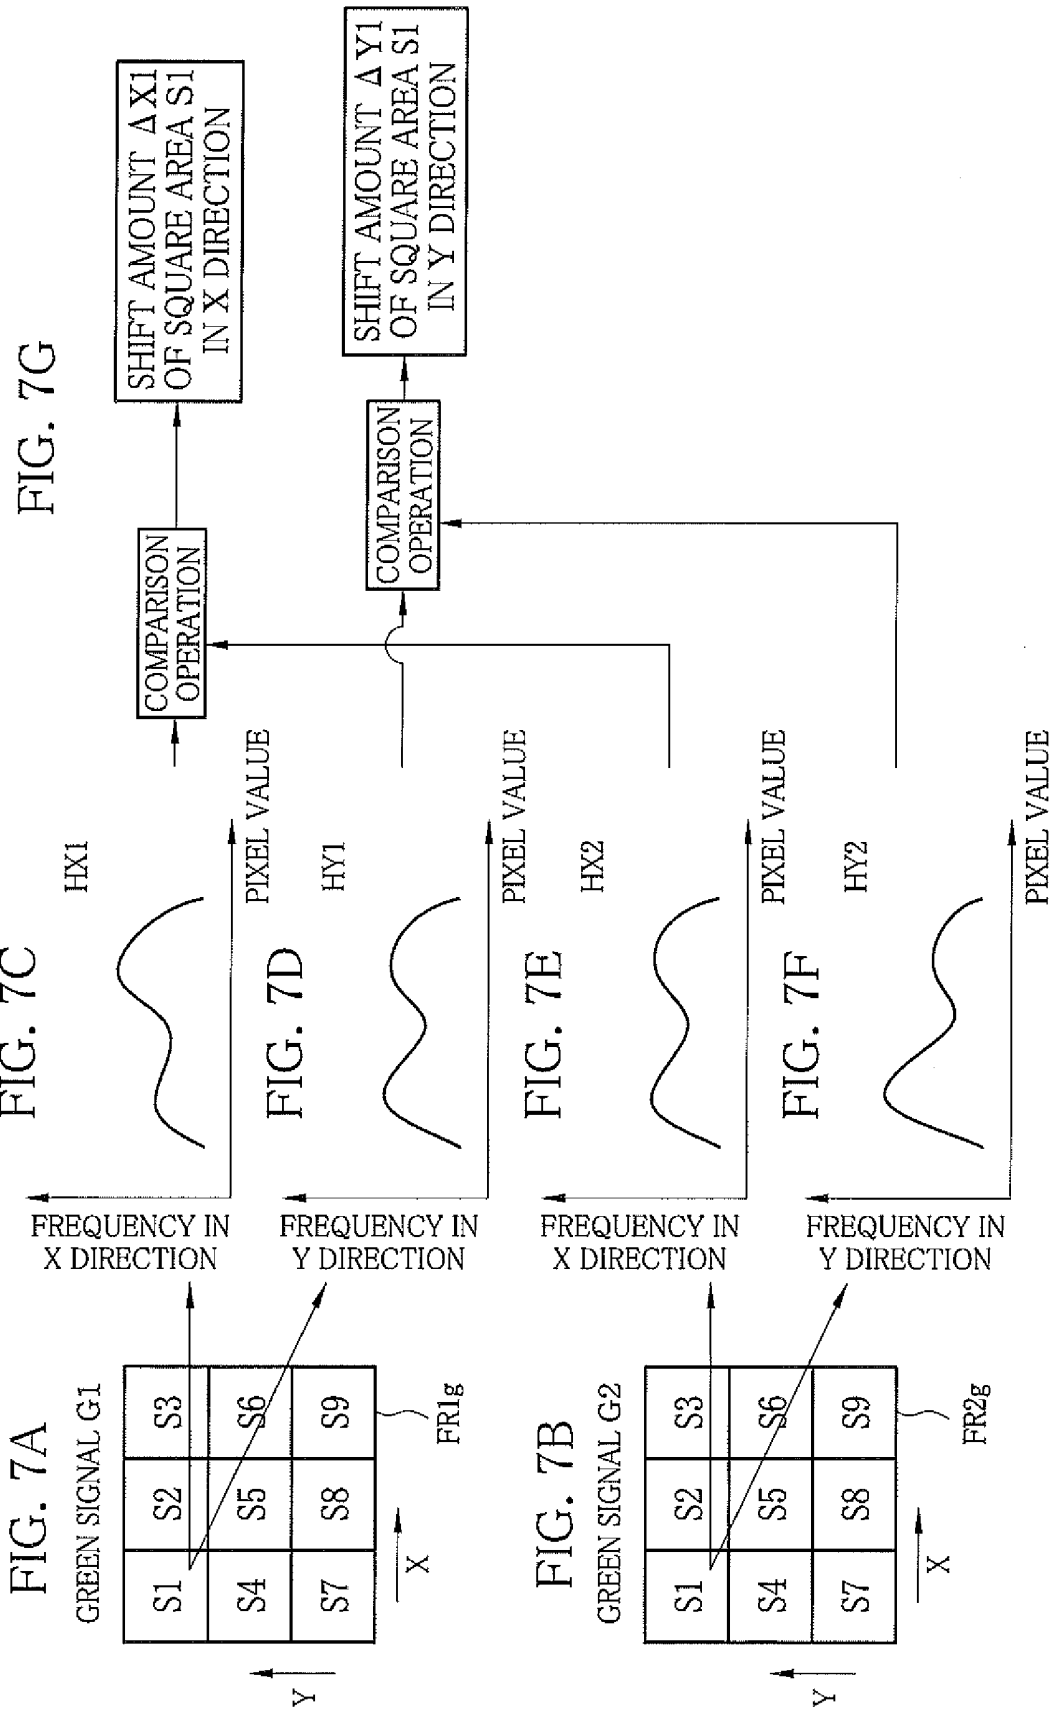 FIG. 7A
GREEN SIGNAL G1
S1 S2 S3
S4 S5 S6
S7 S8 S9
Y
X
FR1g
FIG. 7B
GREEN SIGNAL G2
S1 S2 S3
S4 S5 S6
S7 S8 S9
Y
X
FR2g
FIG. 7C
HX1
FREQUENCY IN
X DIRECTION
PIXEL VALUE
FIG. 7D
HY1
FREQUENCY IN
Y DIRECTION
PIXEL VALUE
FIG. 7E
HX2
FREQUENCY IN
X DIRECTION
PIXEL VALUE
FIG. 7F
HY2
FREQUENCY IN
Y DIRECTION
PIXEL VALUE
FIG. 7G
COMPARISON
OPERATION
SHIFT AMOUNT Δ X1
OF SQUARE AREA S1
IN X DIRECTION
COMPARISON
OPERATION
SHIFT AMOUNT Δ Y1
OF SQUARE AREA S1
IN Y DIRECTION